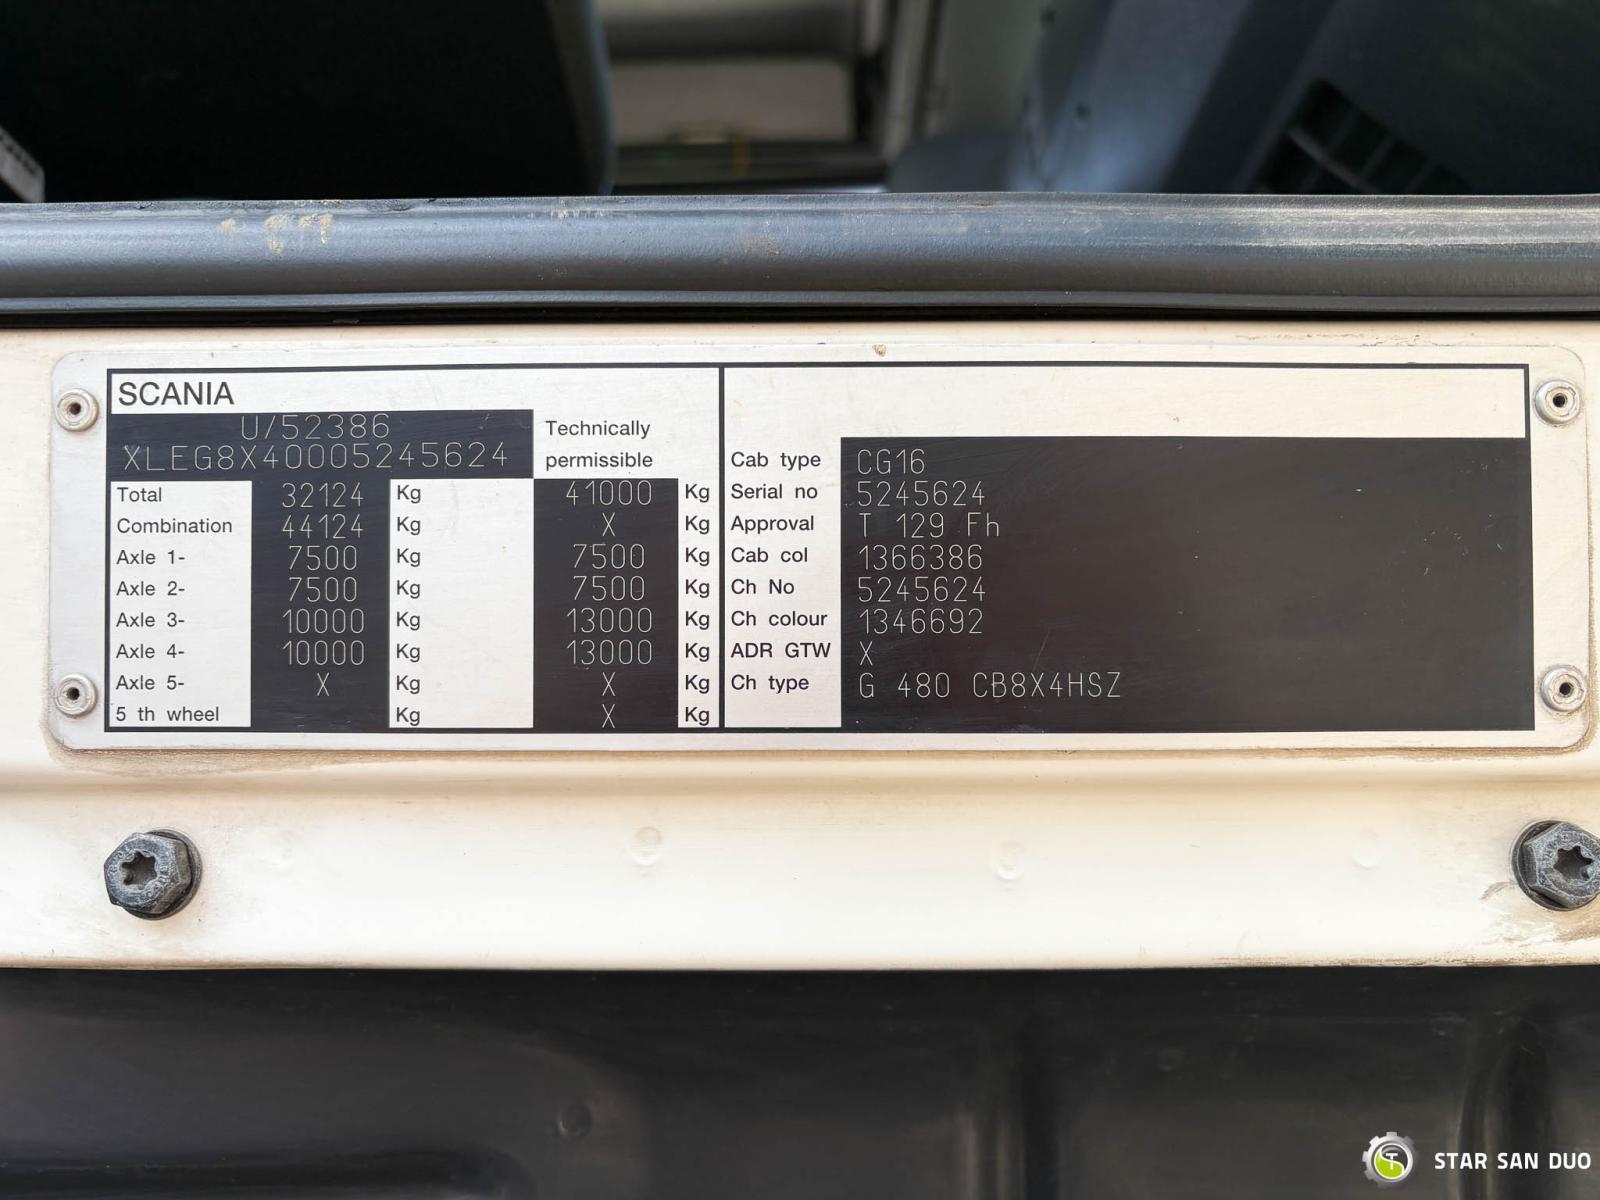 SCANIA
U/52386
XLEG8X40005245624
Technically
permissible
Total 32124 Kg 41000 Kg
Combination 44124 Kg X Kg
Axle 1- 7500 Kg 7500 Kg
Axle 2- 7500 Kg 7500 Kg
Axle 3- 10000 Kg 13000 Kg
Axle 4- 10000 Kg 13000 Kg
Axle 5- X Kg X Kg
5 th wheel Kg X Kg
Cab type CG16
Serial no 5245624
Approval T 129 Fh
Cab col 1366386
Ch No 5245624
Ch colour 1346692
ADR GTW X
Ch type G 480 CB8X4HSZ
STAR SAN DUO